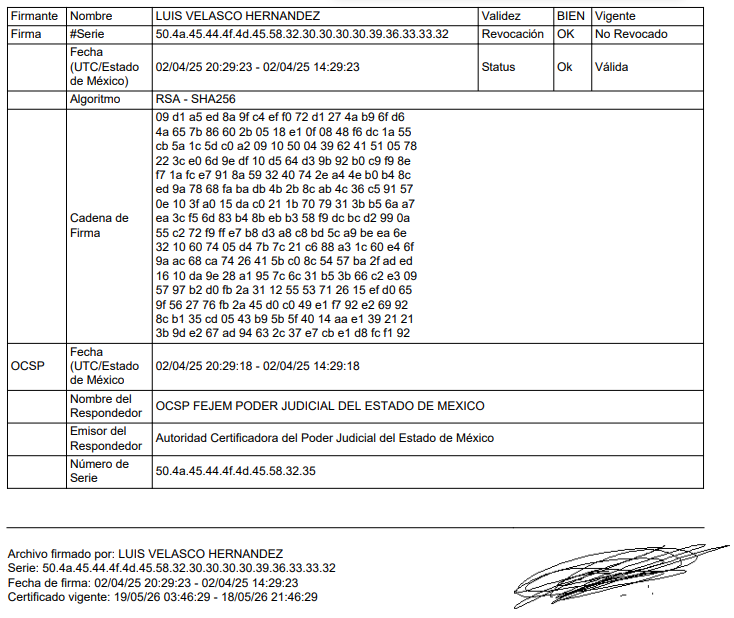 Firmante Nombre LUIS VELASCO HERNANDEZ Validez BIEN Vigente
Firma #Serie 50.4a.45.44.4f.4d.45.58.32.30.30.30.30.39.36.33.33.32 Revocación OK No Revocado
Fecha
(UTC/Estado
de México)
02/04/25 20:29:23 - 02/04/25 14:29:23 Status Ok Válida
Algoritmo RSA - SHA256
Cadena de
Firma
09 d1 a5 ed 8a 9f c4 ef f0 72 d1 27 4a b9 6f d6
4a 65 7b 86 60 2b 05 18 e1 0f 08 48 f6 dc 1a 55
cb 5a 1c 5d c0 a2 09 10 50 04 39 62 41 51 05 78
22 3c e0 6d 9e df 10 d5 64 d3 9b 92 b0 c9 f9 8e
f7 1a fc e7 91 8a 59 32 40 74 2e a4 4e b0 b4 8c
ed 9a 78 68 fa ba db 4b 2b 8c ab 4c 36 c5 91 57
0e 10 3f a0 15 da c0 21 1b 70 79 31 3b b5 6a a7
ea 3c f5 6d 83 b4 8b eb b3 58 f9 dc bc d2 99 0a
55 c2 72 f9 ff e7 b8 d3 a8 c8 bd 5c a9 be ea 6e
32 10 60 74 05 d4 7b 7c 21 c6 88 a3 1c 60 e4 6f
9a ac 68 ca 74 26 41 5b c0 8c 54 57 ba 2f ad ed
16 10 da 9e 28 a1 95 7c 6c 31 b5 3b 66 c2 e3 09
57 97 b2 d0 fb 2a 31 12 55 53 71 26 15 ef d0 65
9f 56 27 76 fb 2a 45 d0 c0 49 e1 f7 92 e2 69 92
8c b1 35 cd 05 43 b9 5b 5f 40 14 aa e1 39 21 21
3b 9d e2 67 ad 94 63 2c 37 e7 cb e1 d8 fc f1 92
OCSP
Fecha
(UTC/Estado
de México
02/04/25 20:29:18 - 02/04/25 14:29:18
Nombre del
Respondedor
OCSP FEJEM PODER JUDICIAL DEL ESTADO DE MEXICO
Emisor del
Respondedor
Autoridad Certificadora del Poder Judicial del Estado de México
Número de
Serie
50.4a.45.44.4f.4d.45.58.32.35
Archivo firmado por: LUIS VELASCO HERNANDEZ
Serie: 50.4a.45.44.4f.4d.45.58.32.30.30.30.30.39.36.33.33.32
Fecha de firma: 02/04/25 20:29:23 - 02/04/25 14:29:23
Certificado vigente: 19/05/26 03:46:29 - 18/05/26 21:46:29